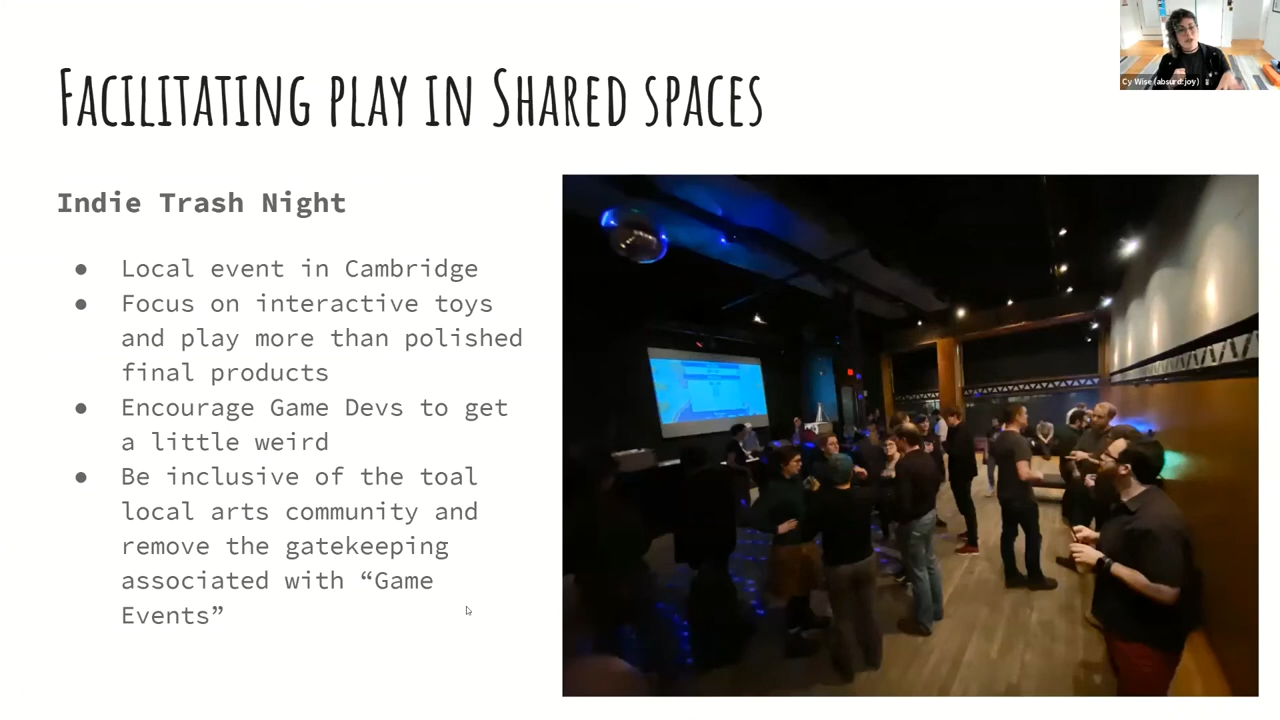 Facilitating play in Shared spaces
Cy Wise (absurd:joy)
Indie Trash Night
● Local event in Cambridge
● Focus on interactive toys
and play more than polished
final products
● Encourage Game Devs to get
a little weird
● Be inclusive of the toal
local arts community and
remove the gatekeeping
associated with “Game
Events”